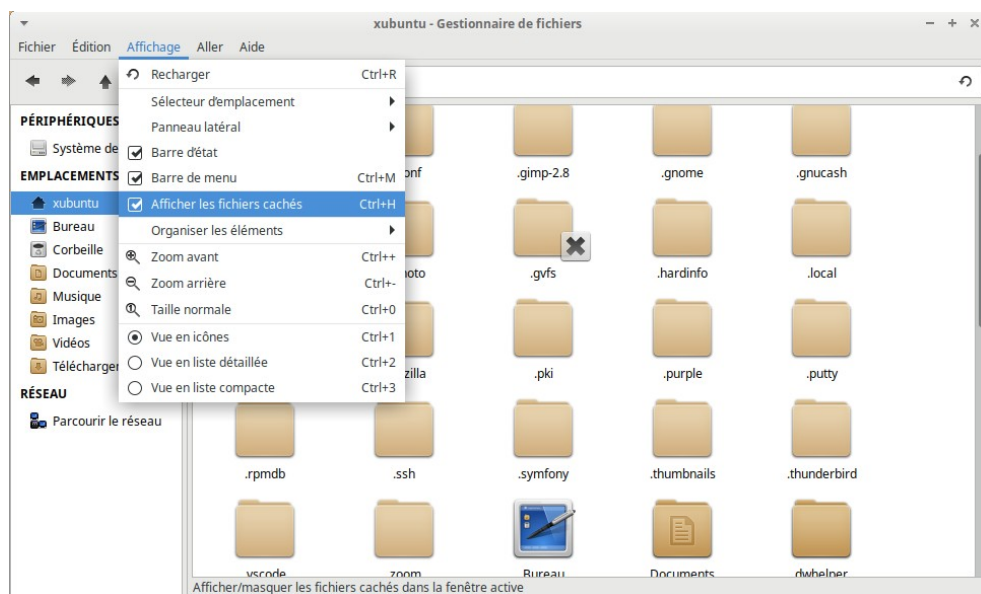 xubuntu - Gestionnaire de fichiers
Fichier Édition Affichage Aller Aide
Recharger Ctrl+R
Sélecteur d'emplacement
Panneau latéral
Barre d'état
Barre de menu Ctrl+M
Afficher les fichiers cachés Ctrl+H
Organiser les éléments
Zoom avant Ctrl++
Zoom arrière Ctrl+-
Taille normale Ctrl+0
Vue en icônes Ctrl+1
Vue en liste détaillée Ctrl+2
Vue en liste compacte Ctrl+3
PÉRIPHÉRIQUES
Système de
EMPLACEMENTS
xubuntu
Bureau
Corbeille
Documents
Musique
Images
Vidéos
Télécharger
RÉSEAU
Parcourir le réseau
.gimp-2.8 .gnome .gnucash
.gvfs .hardinfo .local
.pki .purple .putty
.rpmdb .ssh .symfony .thumbnails .thunderbird
vscode zoom Bureau Documents dwhelper
Afficher/masquer les fichiers cachés dans la fenêtre active